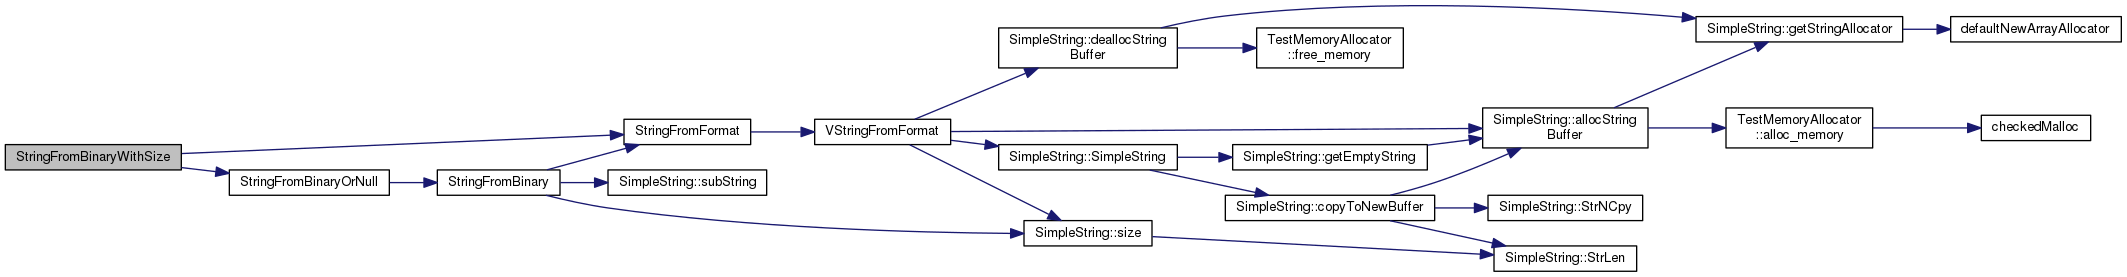 StringFromBinaryWithSize
StringFromBinaryOrNull
StringFromBinary
StringFromFormat
SimpleString::subString
VStringFromFormat
SimpleString::deallocString
Buffer
SimpleString::SimpleString
SimpleString::size
TestMemoryAllocator
::free_memory
SimpleString::getEmptyString
SimpleString::copyToNewBuffer
SimpleString::allocString
Buffer
SimpleString::StrNCpy
SimpleString::StrLen
SimpleString::getStringAllocator
TestMemoryAllocator
::alloc_memory
defaultNewArrayAllocator
checkedMalloc